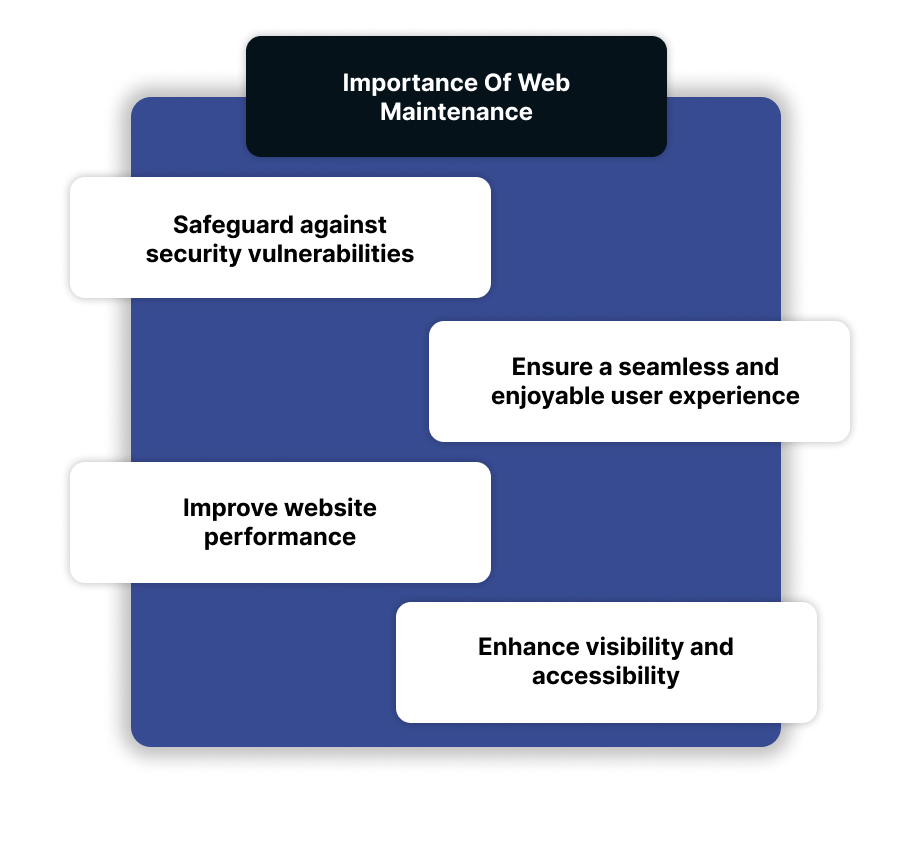 Importance Of Web
Maintenance
Safeguard against
security vulnerabilities
Ensure a seamless and
enjoyable user experience
Improve website
performance
Enhance visibility and
accessibility